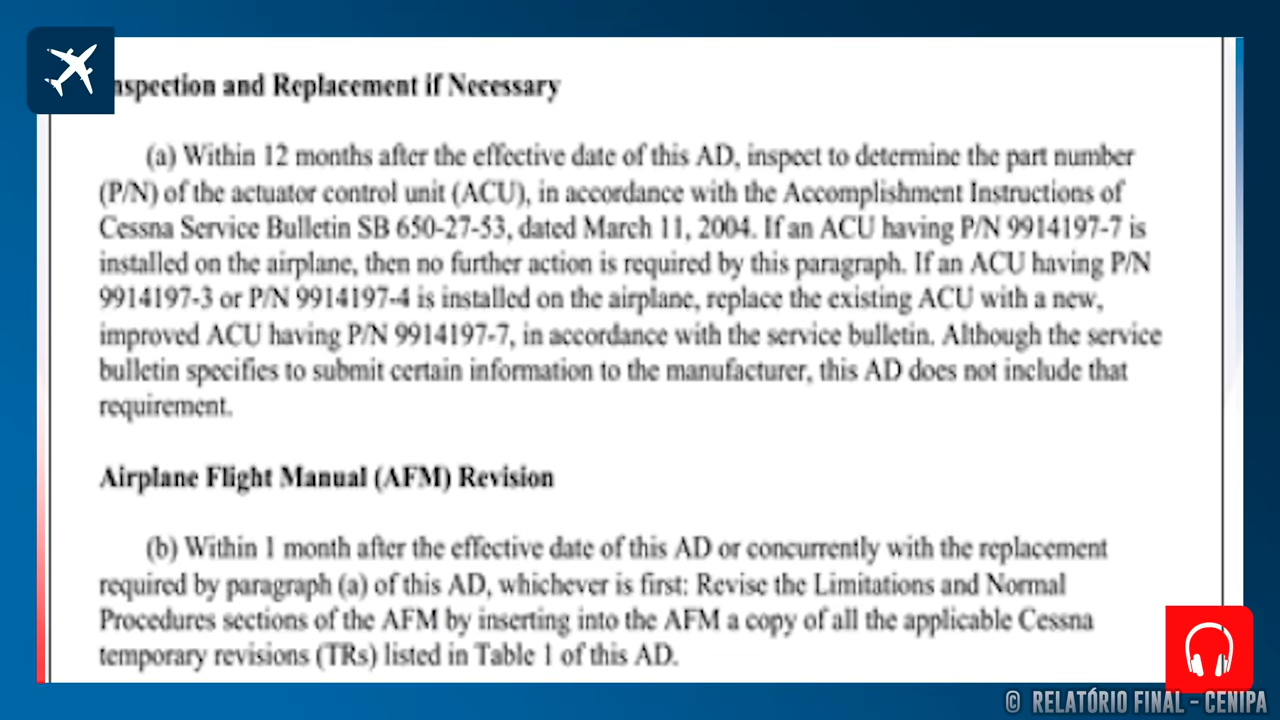 nspection and Replacement if Necessary
(a) Within 12 months after the effective date of this AD, inspect to determine the part number
(P/N) of the actuator control unit (ACU), in accordance with the Accomplishment Instructions of
Cessna Service Bulletin SB 650-27-53, dated March 11, 2004. If an ACU having P/N 9914197-7 is
installed on the airplane, then no further action is required by this paragraph. If an ACU having P/N
9914197-3 or P/N 9914197-4 is installed on the airplane, replace the existing ACU with a new,
improved ACU having P/N 9914197-7, in accordance with the service bulletin. Although the service
bulletin specifies to submit certain information to the manufacturer, this AD does not include that
requirement.
Airplane Flight Manual (AFM) Revision
(b) Within 1 month after the effective date of this AD or concurrently with the replacement
required by paragraph (a) of this AD, whichever is first: Revise the Limitations and Normal
Procedures sections of the AFM by inserting into the AFM a copy of all the applicable Cessna
temporary revisions (TRs) listed in Table 1 of this AD.
© RELATÓRIO FINAL - CENIPA